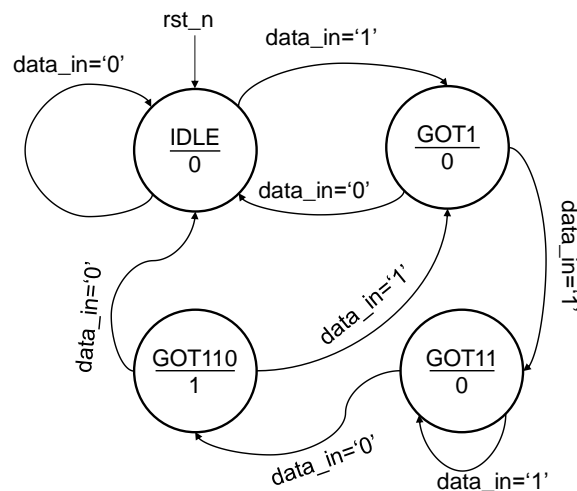 rst_n
data_in=‘1’
data_in=‘0’
IDLE
0
GOT1
0
data_in=‘0’
data_in=‘1’
data_in=‘0’
data_in=‘1’
GOT110
1
GOT11
0
data_in=‘0’
data_in=‘1’